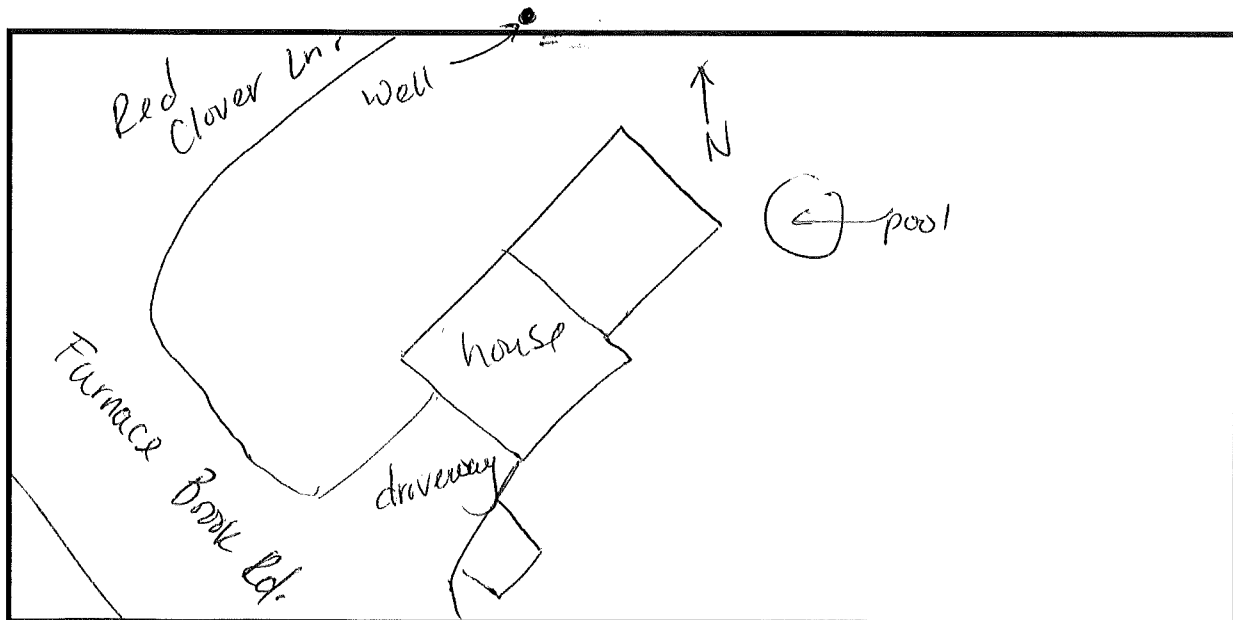 Red
Clover Ln.
Well
N
pool
house
driveway
Furnace Brook Rd.